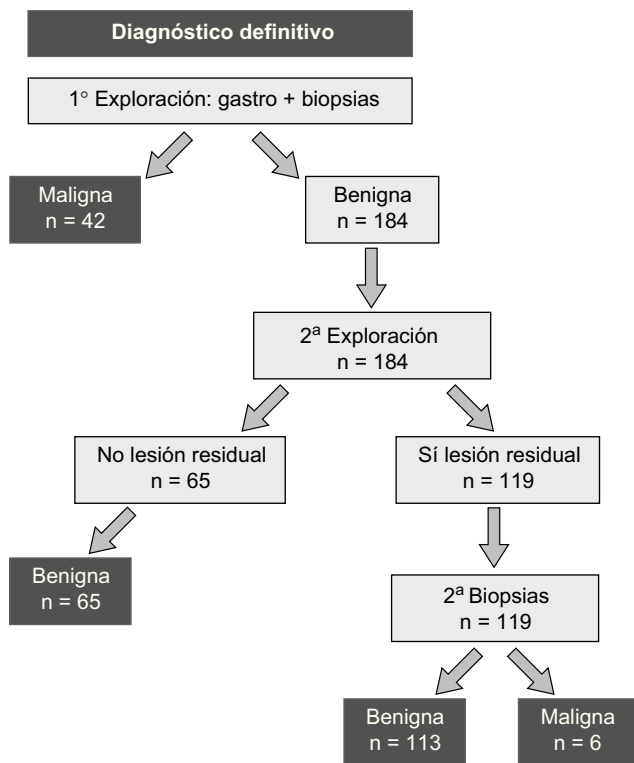 Diagnóstico definitivo
1° Exploración: gastro + biopsias
Maligna
n = 42
Benigna
n = 184
2ª Exploración
n = 184
No lesión residual
n = 65
Sí lesión residual
n = 119
Benigna
n = 65
2ª Biopsias
n = 119
Benigna
n = 113
Maligna
n = 6